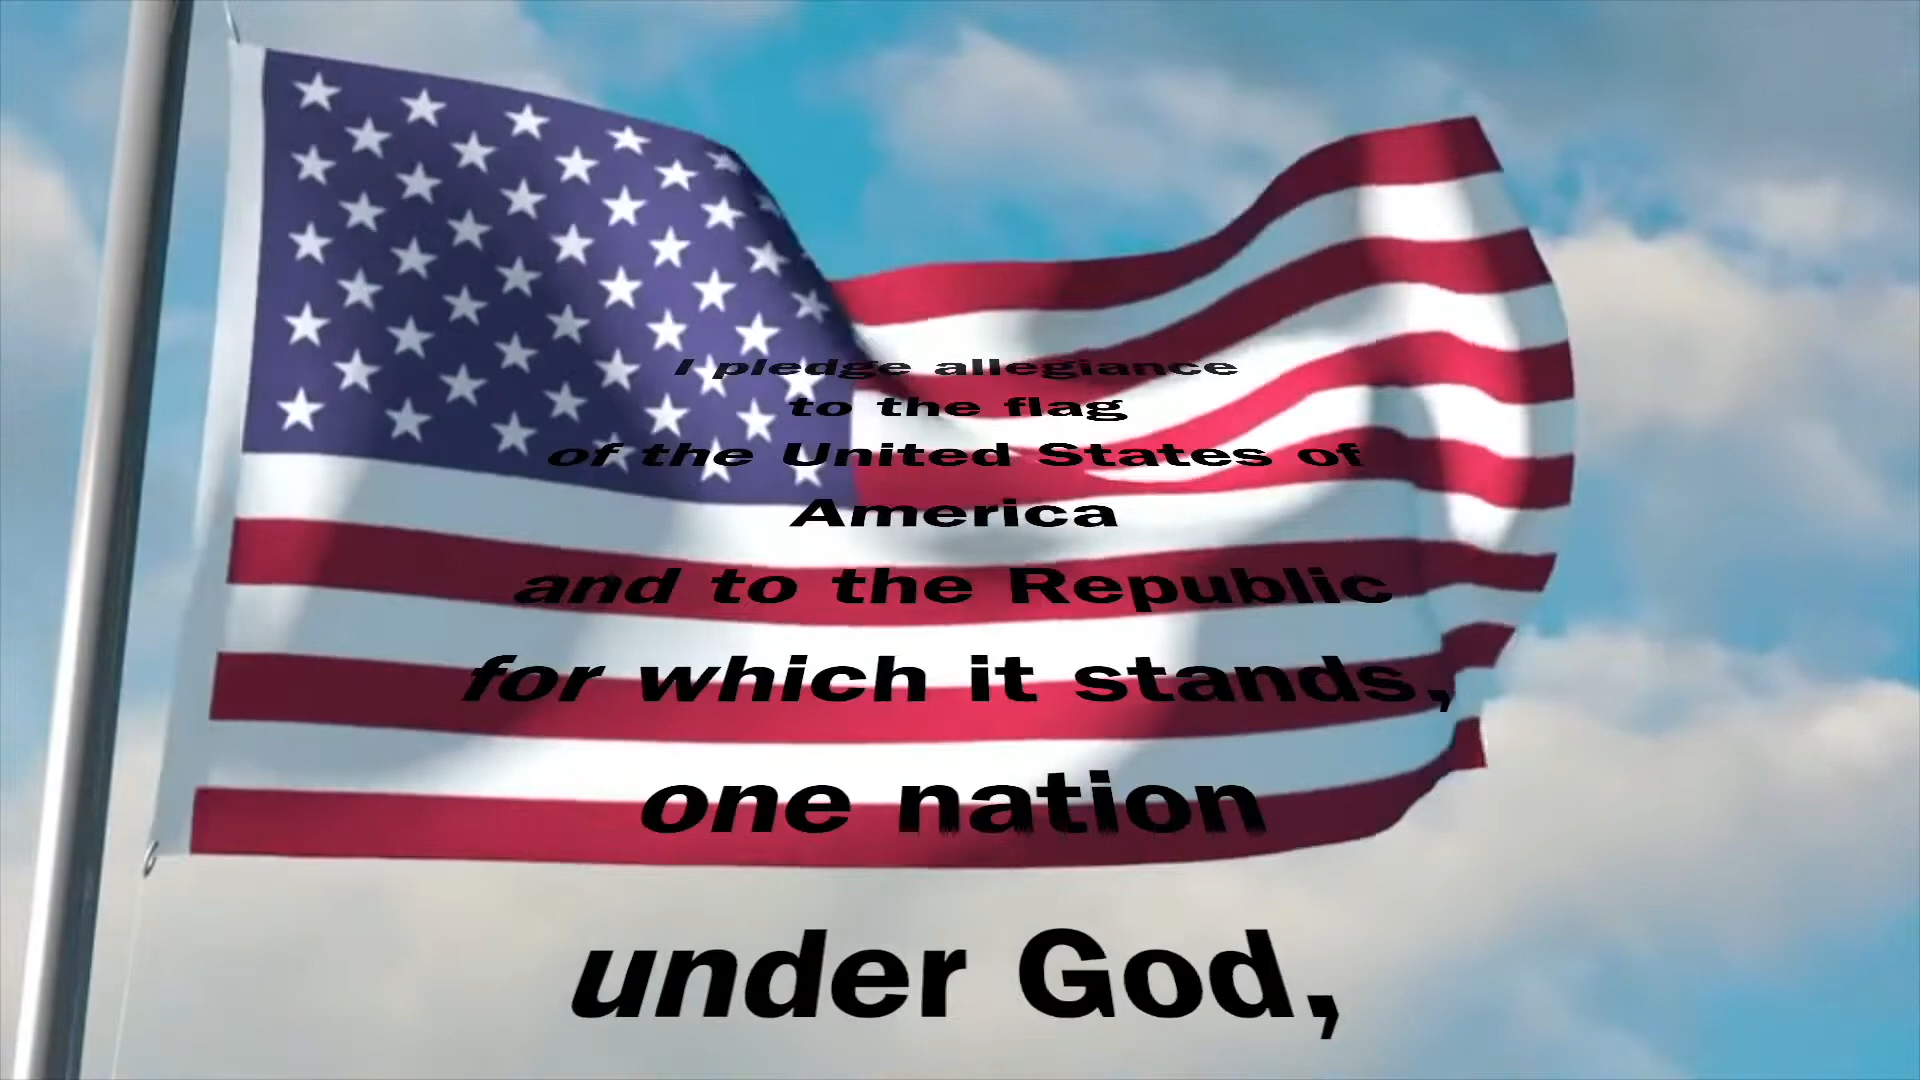 I pledge allegiance
to the flag
of the United States of
America
and to the Republic
for which it stands,
one nation
under God,